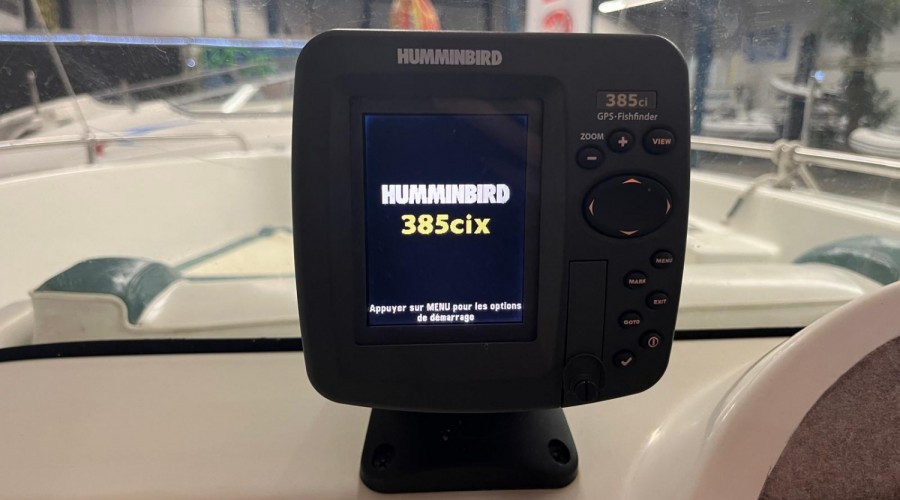 HUMMINBIRD
385ci
GPS-Fishfinder
ZOOM
+
VIEW
-
HUMMINBIRD
385cix
MENU
MARK
EXIT
GOTO
Appuyer sur MENU pour les options
de démarrage